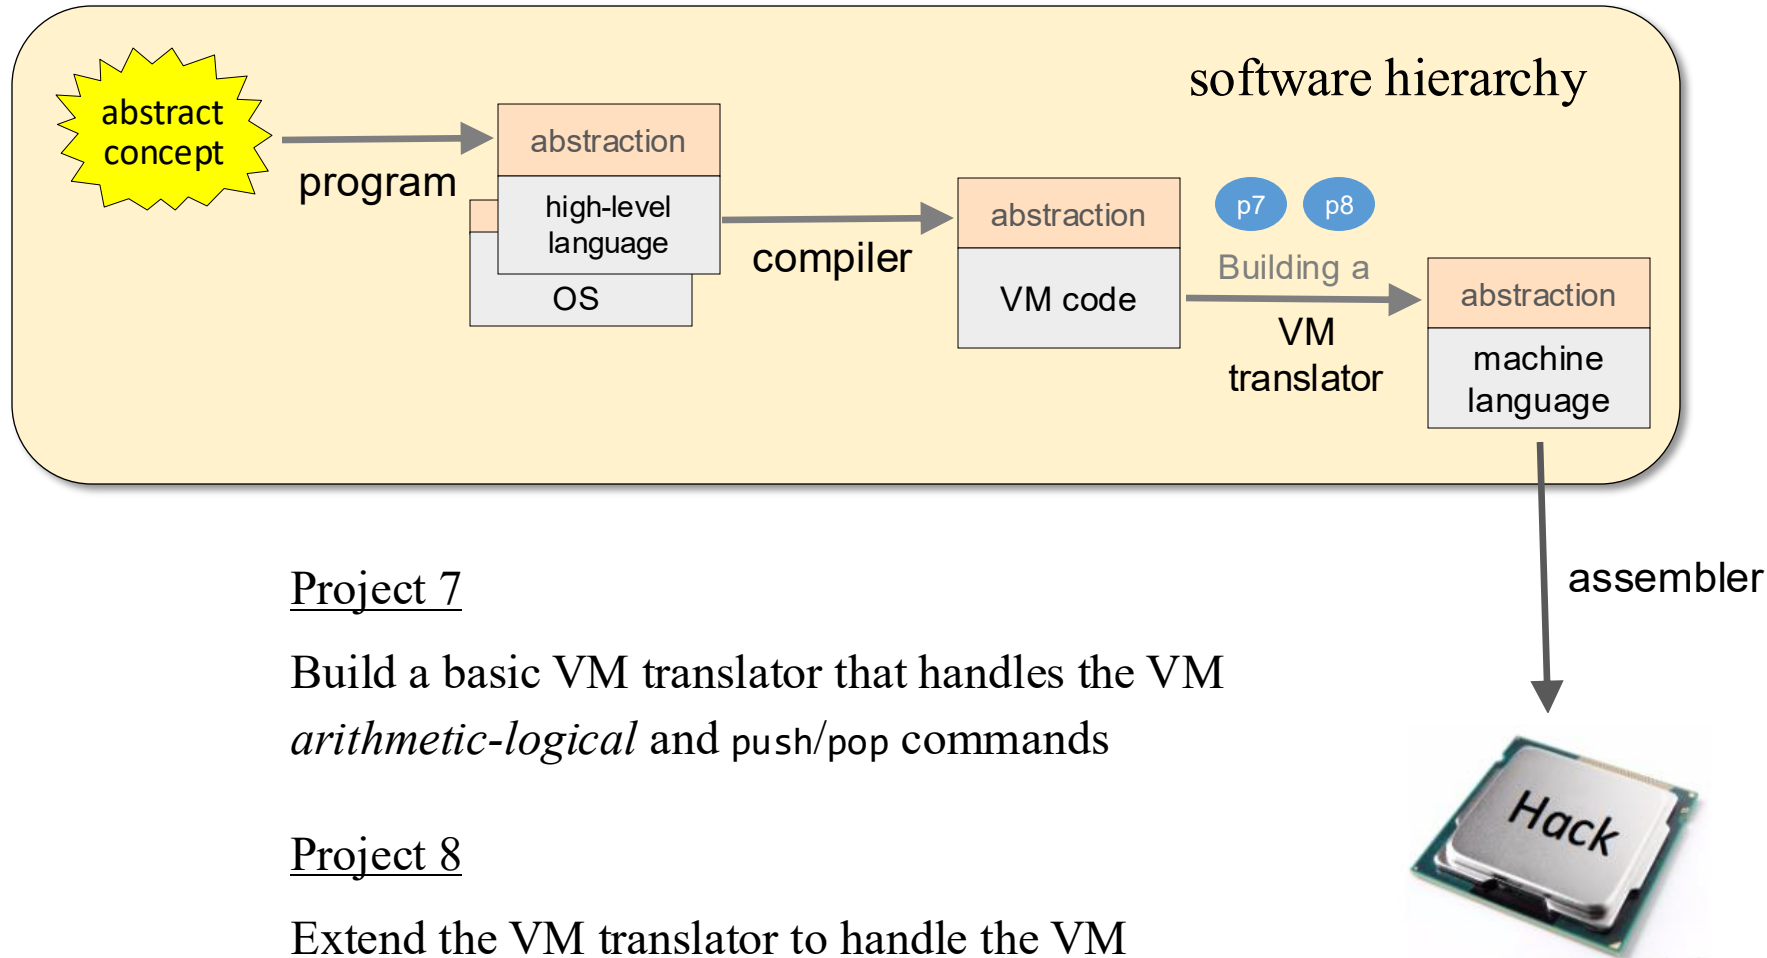 software hierarchy
abstract
concept
program
abstraction
high-level
language
OS
compiler
abstraction
VM code
p7 p8
Building a
VM
translator
abstraction
machine
language
assembler
Project 7
Build a basic VM translator that handles the VM
arithmetic-logical and push/pop commands
Hack
Project 8
Extend the VM translator to handle the VM